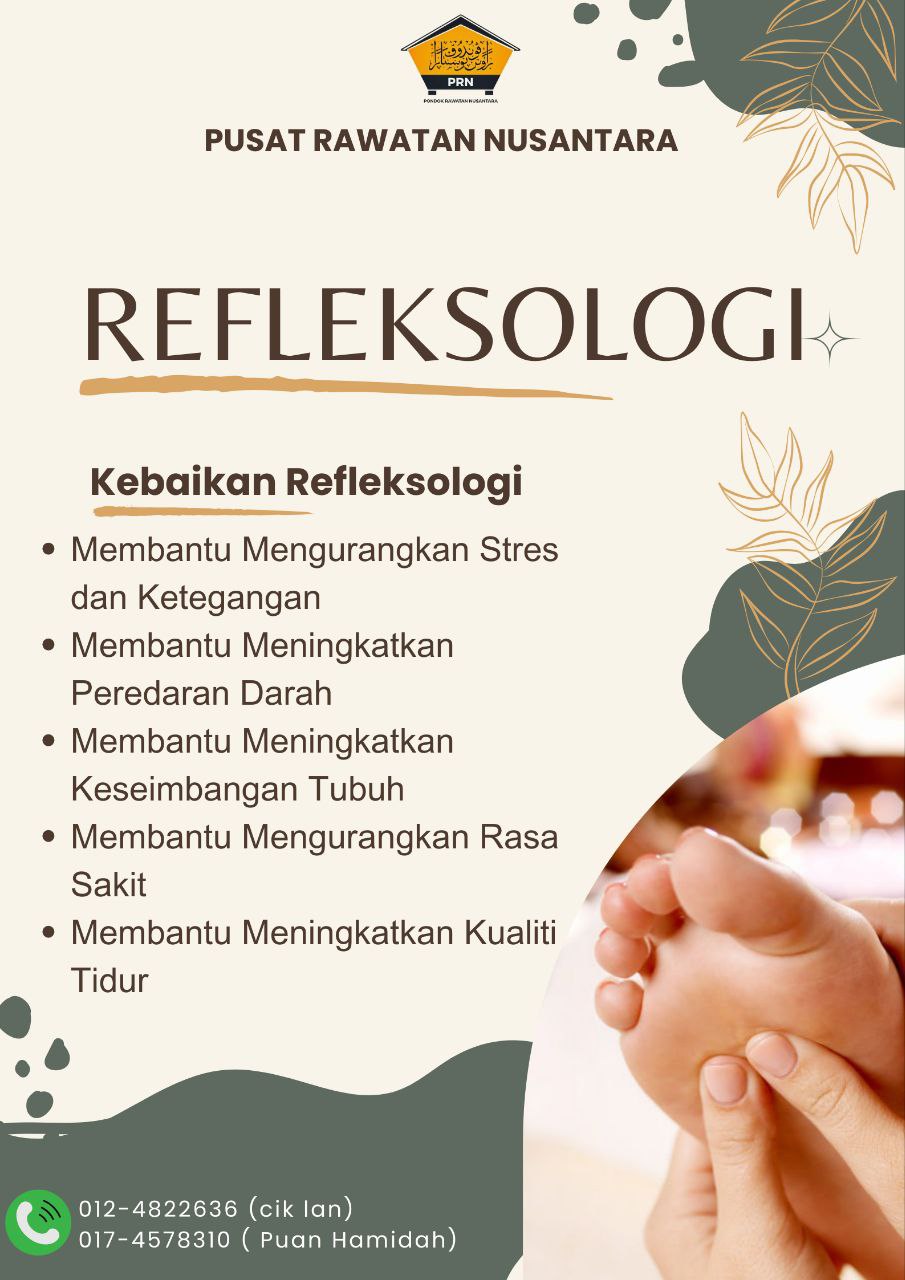 PRN
PONDOK RAWATAN NUSANTARA
PUSAT RAWATAN NUSANTARA
REFLEKSOLOGI
Kebaikan Refleksologi
• Membantu Mengurangkan Stres
dan Ketegangan
• Membantu Meningkatkan
Peredaran Darah
• Membantu Meningkatkan
Keseimbangan Tubuh
• Membantu Mengurangkan Rasa
Sakit
• Membantu Meningkatkan Kualiti
Tidur
012-4822636 (cik lan)
017-4578310 ( Puan Hamidah)